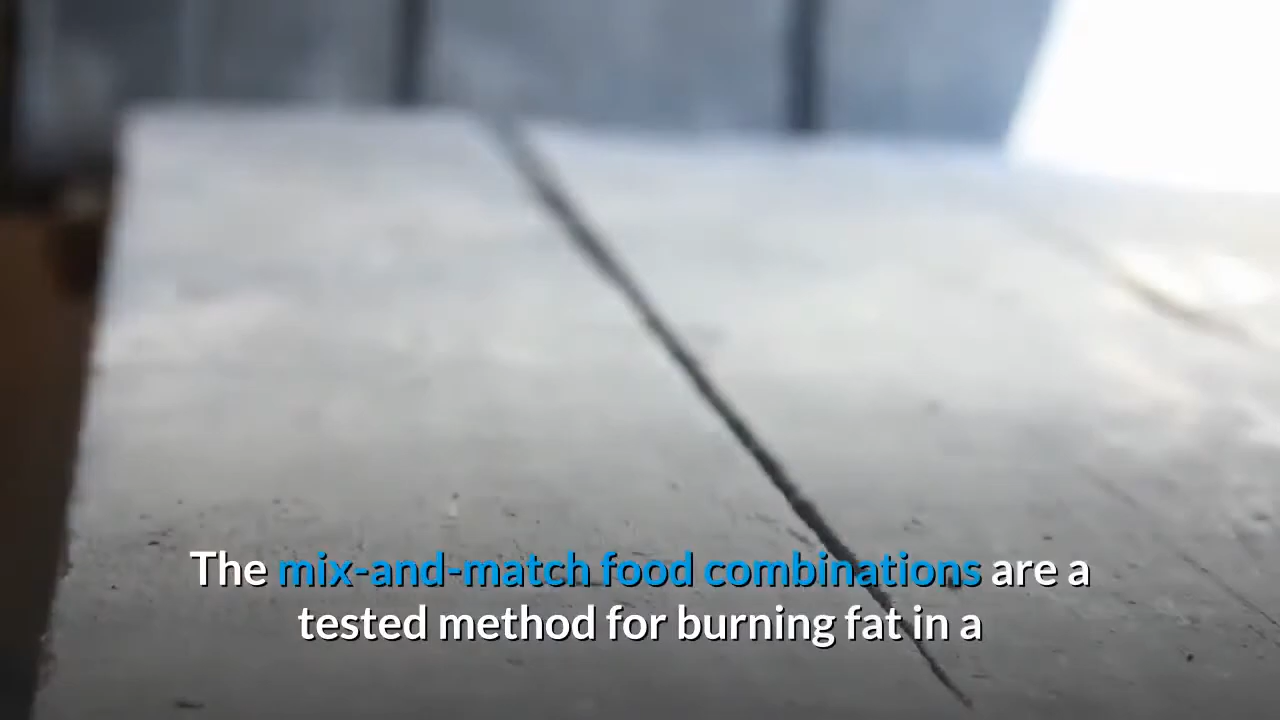 The mix-and-match food combinations are a
tested method for burning fat in a